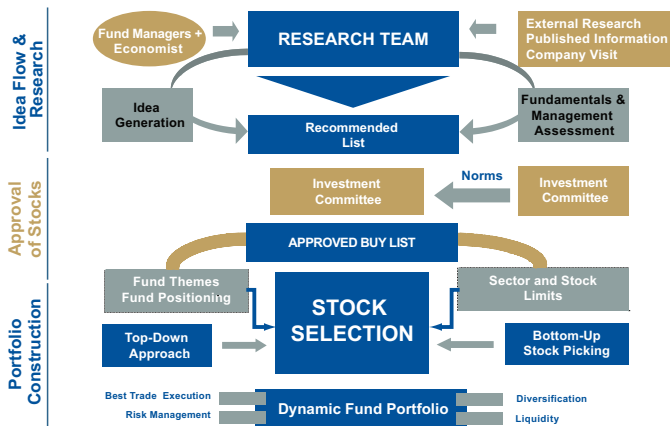 Idea Flow &
Research
Fund Managers +
Economist
RESEARCH TEAM
External Research
Published Information
Company Visit
Idea
Generation
Recommended
List
Fundamentals &
Management
Assessment
Approval
of Stocks
Investment
Committee
Norms
Investment
Committee
APPROVED BUY LIST
Portfolio
Construction
Fund Themes
Fund Positioning
STOCK
SELECTION
Sector and Stock
Limits
Top-Down
Approach
Bottom-Up
Stock Picking
Best Trade Execution
Risk Management
Dynamic Fund Portfolio
Diversification
Liquidity